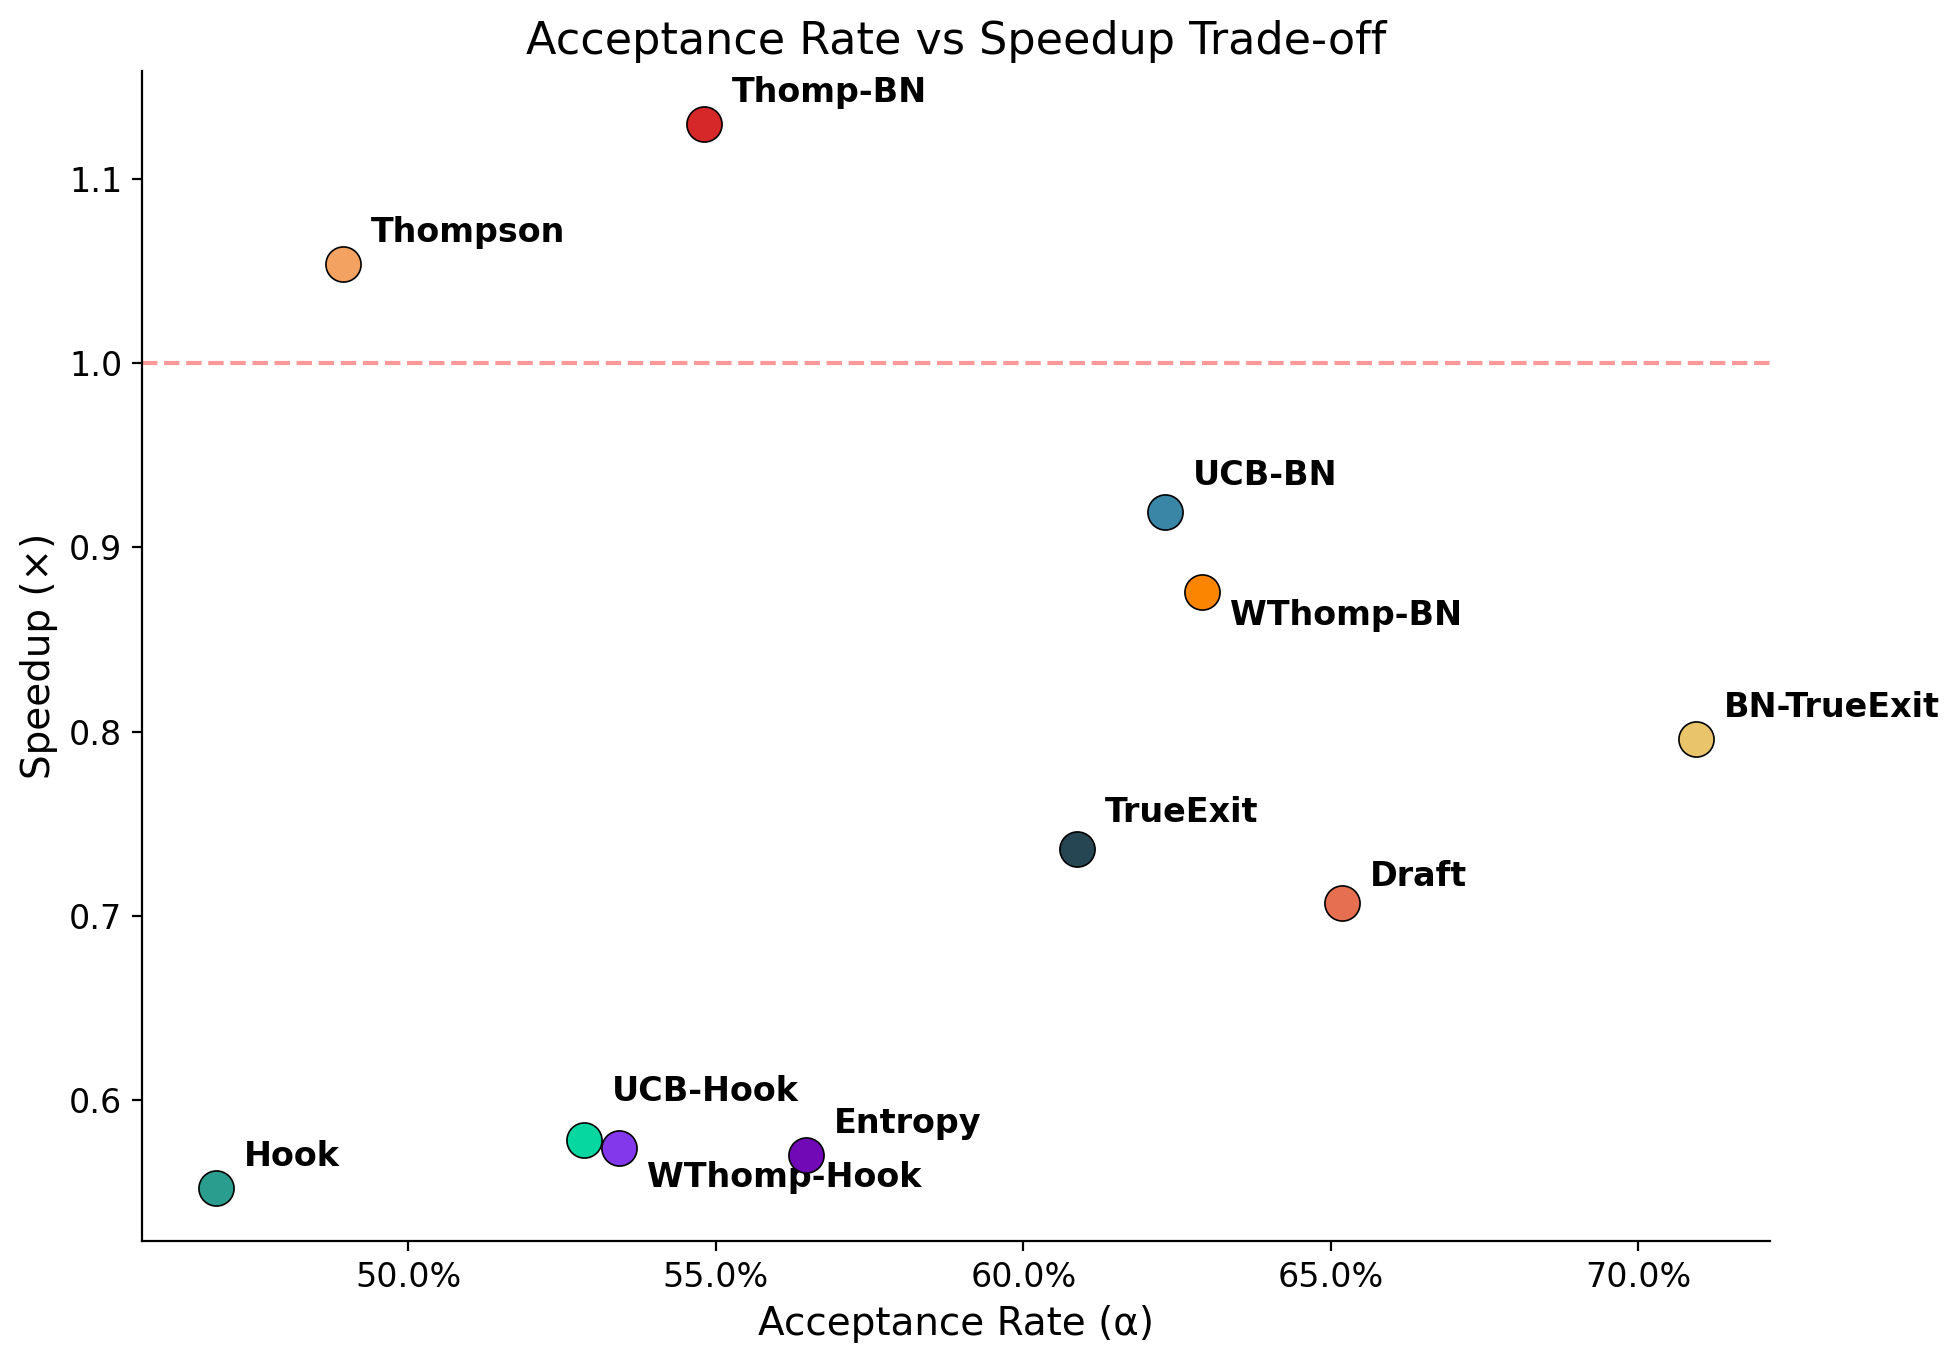 Acceptance Rate vs Speedup Trade-off
Thomp-BN
1.1
Thompson
1.0
UCB-BN
0.9
WThomp-BN
Speedup (×)
BN-TrueExit
0.8
TrueExit
Draft
0.7
UCB-Hook
0.6
Entropy
Hook
WThomp-Hook
50.0% 55.0% 60.0% 65.0% 70.0%
Acceptance Rate (α)